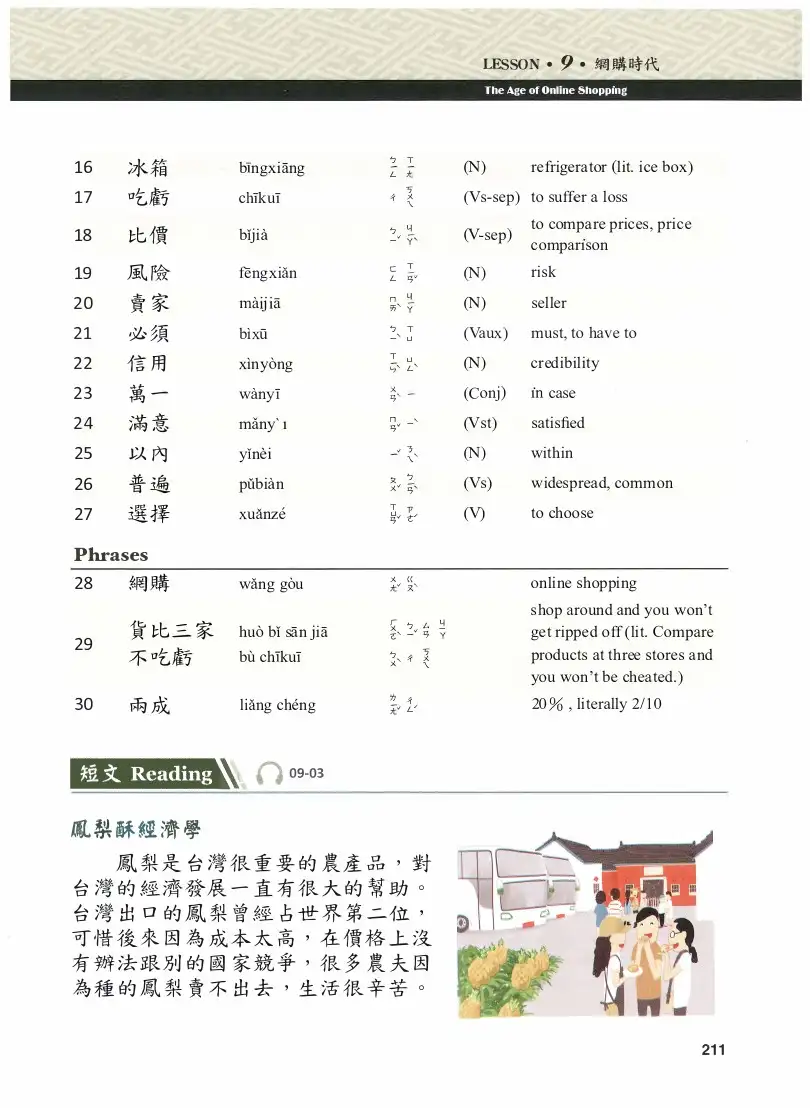 LESSON • 9 • 網購時代
The Age of Online Shopping
16 冰箱 bīngxiāng ㄅㄧㄥ ㄒㄧㄤ (N) refrigerator (lit. ice box)
17 吃虧 chīkuī ㄔ ㄎㄨㄟ (Vs-sep) to suffer a loss
18 比價 bǐjià ㄅㄧˇ ㄐㄧㄚˋ (V-sep) to compare prices, price
comparison
19 風險 fēngxiǎn ㄈㄥ ㄒㄧㄢˇ (N) risk
20 賣家 màijiā ㄇㄞˋ ㄐㄧㄚ (N) seller
21 必須 bìxū ㄅㄧˋ ㄒㄩ (Vaux) must, to have to
22 信用 xìnyòng ㄒㄧㄣˋ ㄩㄥˋ (N) credibility
23 萬一 wànyī ㄨㄢˋ ㄧ (Conj) in case
24 滿意 mǎny`ı ㄇㄢˇ ㄧˋ (Vst) satisfied
25 以內 yǐnèi ㄧˇ ㄋㄟˋ (N) within
26 普遍 pǔbiàn ㄆㄨˇ ㄅㄧㄢˋ (Vs) widespread, common
27 選擇 xuǎnzé ㄒㄩㄢˇ ㄗㄜˊ (V) to choose
Phrases
28 網購 wǎng gòu ㄨㄤˇ ㄍㄡˋ online shopping
29 貨比三家 huò bǐ sān jiā ㄏㄨㄛˋ ㄅㄧˇ ㄙㄢ ㄐㄧㄚ
不吃虧 bù chīkuī ㄅㄨˋ ㄔ ㄎㄨㄟ
shop around and you won't
get ripped off (lit. Compare
products at three stores and
you won't be cheated.)
30 兩成 liǎng chéng ㄌㄧㄤˇ ㄔㄥˊ 20%, literally 2/10
短文 Reading 09-03
鳳梨酥經濟學
鳳梨是台灣很重要的農產品，對
台灣的經濟發展一直有很大的幫助。
台灣出口的鳳梨曾經占世界第二位，
可惜後來因為成本太高，在價格上沒
有辦法跟別的國家競爭，很多農夫因
為種的鳳梨賣不出去，生活很辛苦。
211